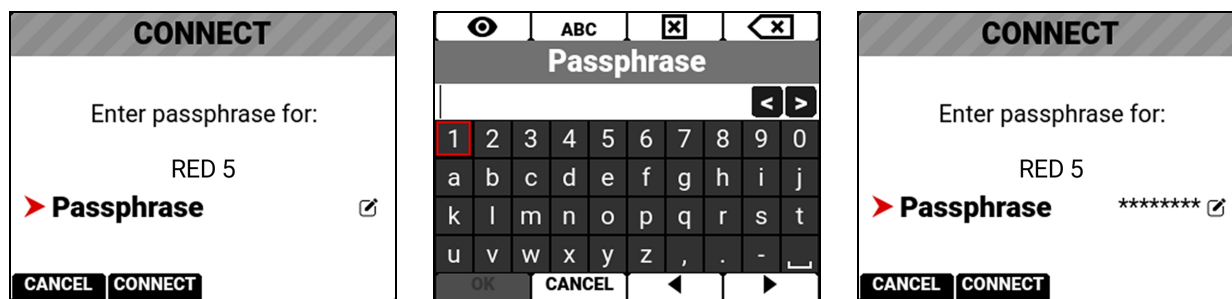 CONNECT
Enter passphrase for:
RED 5
Passphrase
CANCEL CONNECT
ABC
Passphrase
< >
1 2 3 4 5 6 7 8 9 0
a b c d e f g h i j
k l m n o p q r s t
u v w x y z , . -
OK CANCEL
CONNECT
Enter passphrase for:
RED 5
Passphrase ********
CANCEL CONNECT